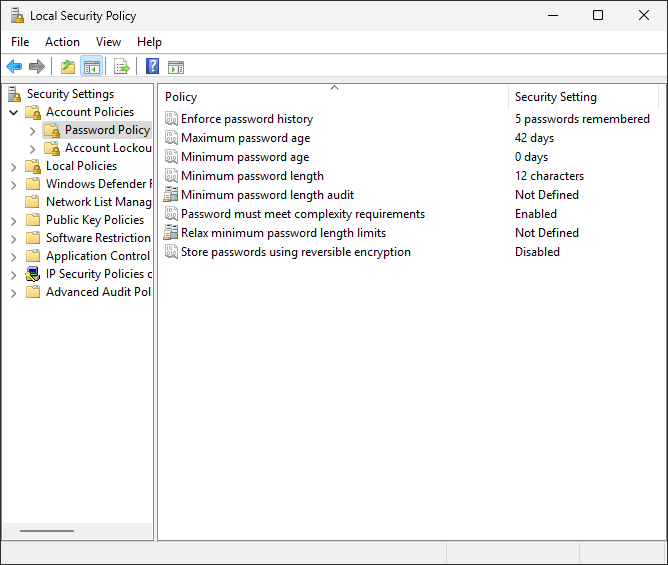 Local Security Policy
File Action View Help
Security Settings
Account Policies
Password Policy
Account Lockou
Local Policies
Windows Defender F
Network List Manag
Public Key Policies
Software Restriction
Application Control
IP Security Policies o
Advanced Audit Pol
Policy Security Setting
Enforce password history 5 passwords remembered
Maximum password age 42 days
Minimum password age 0 days
Minimum password length 12 characters
Minimum password length audit Not Defined
Password must meet complexity requirements Enabled
Relax minimum password length limits Not Defined
Store passwords using reversible encryption Disabled